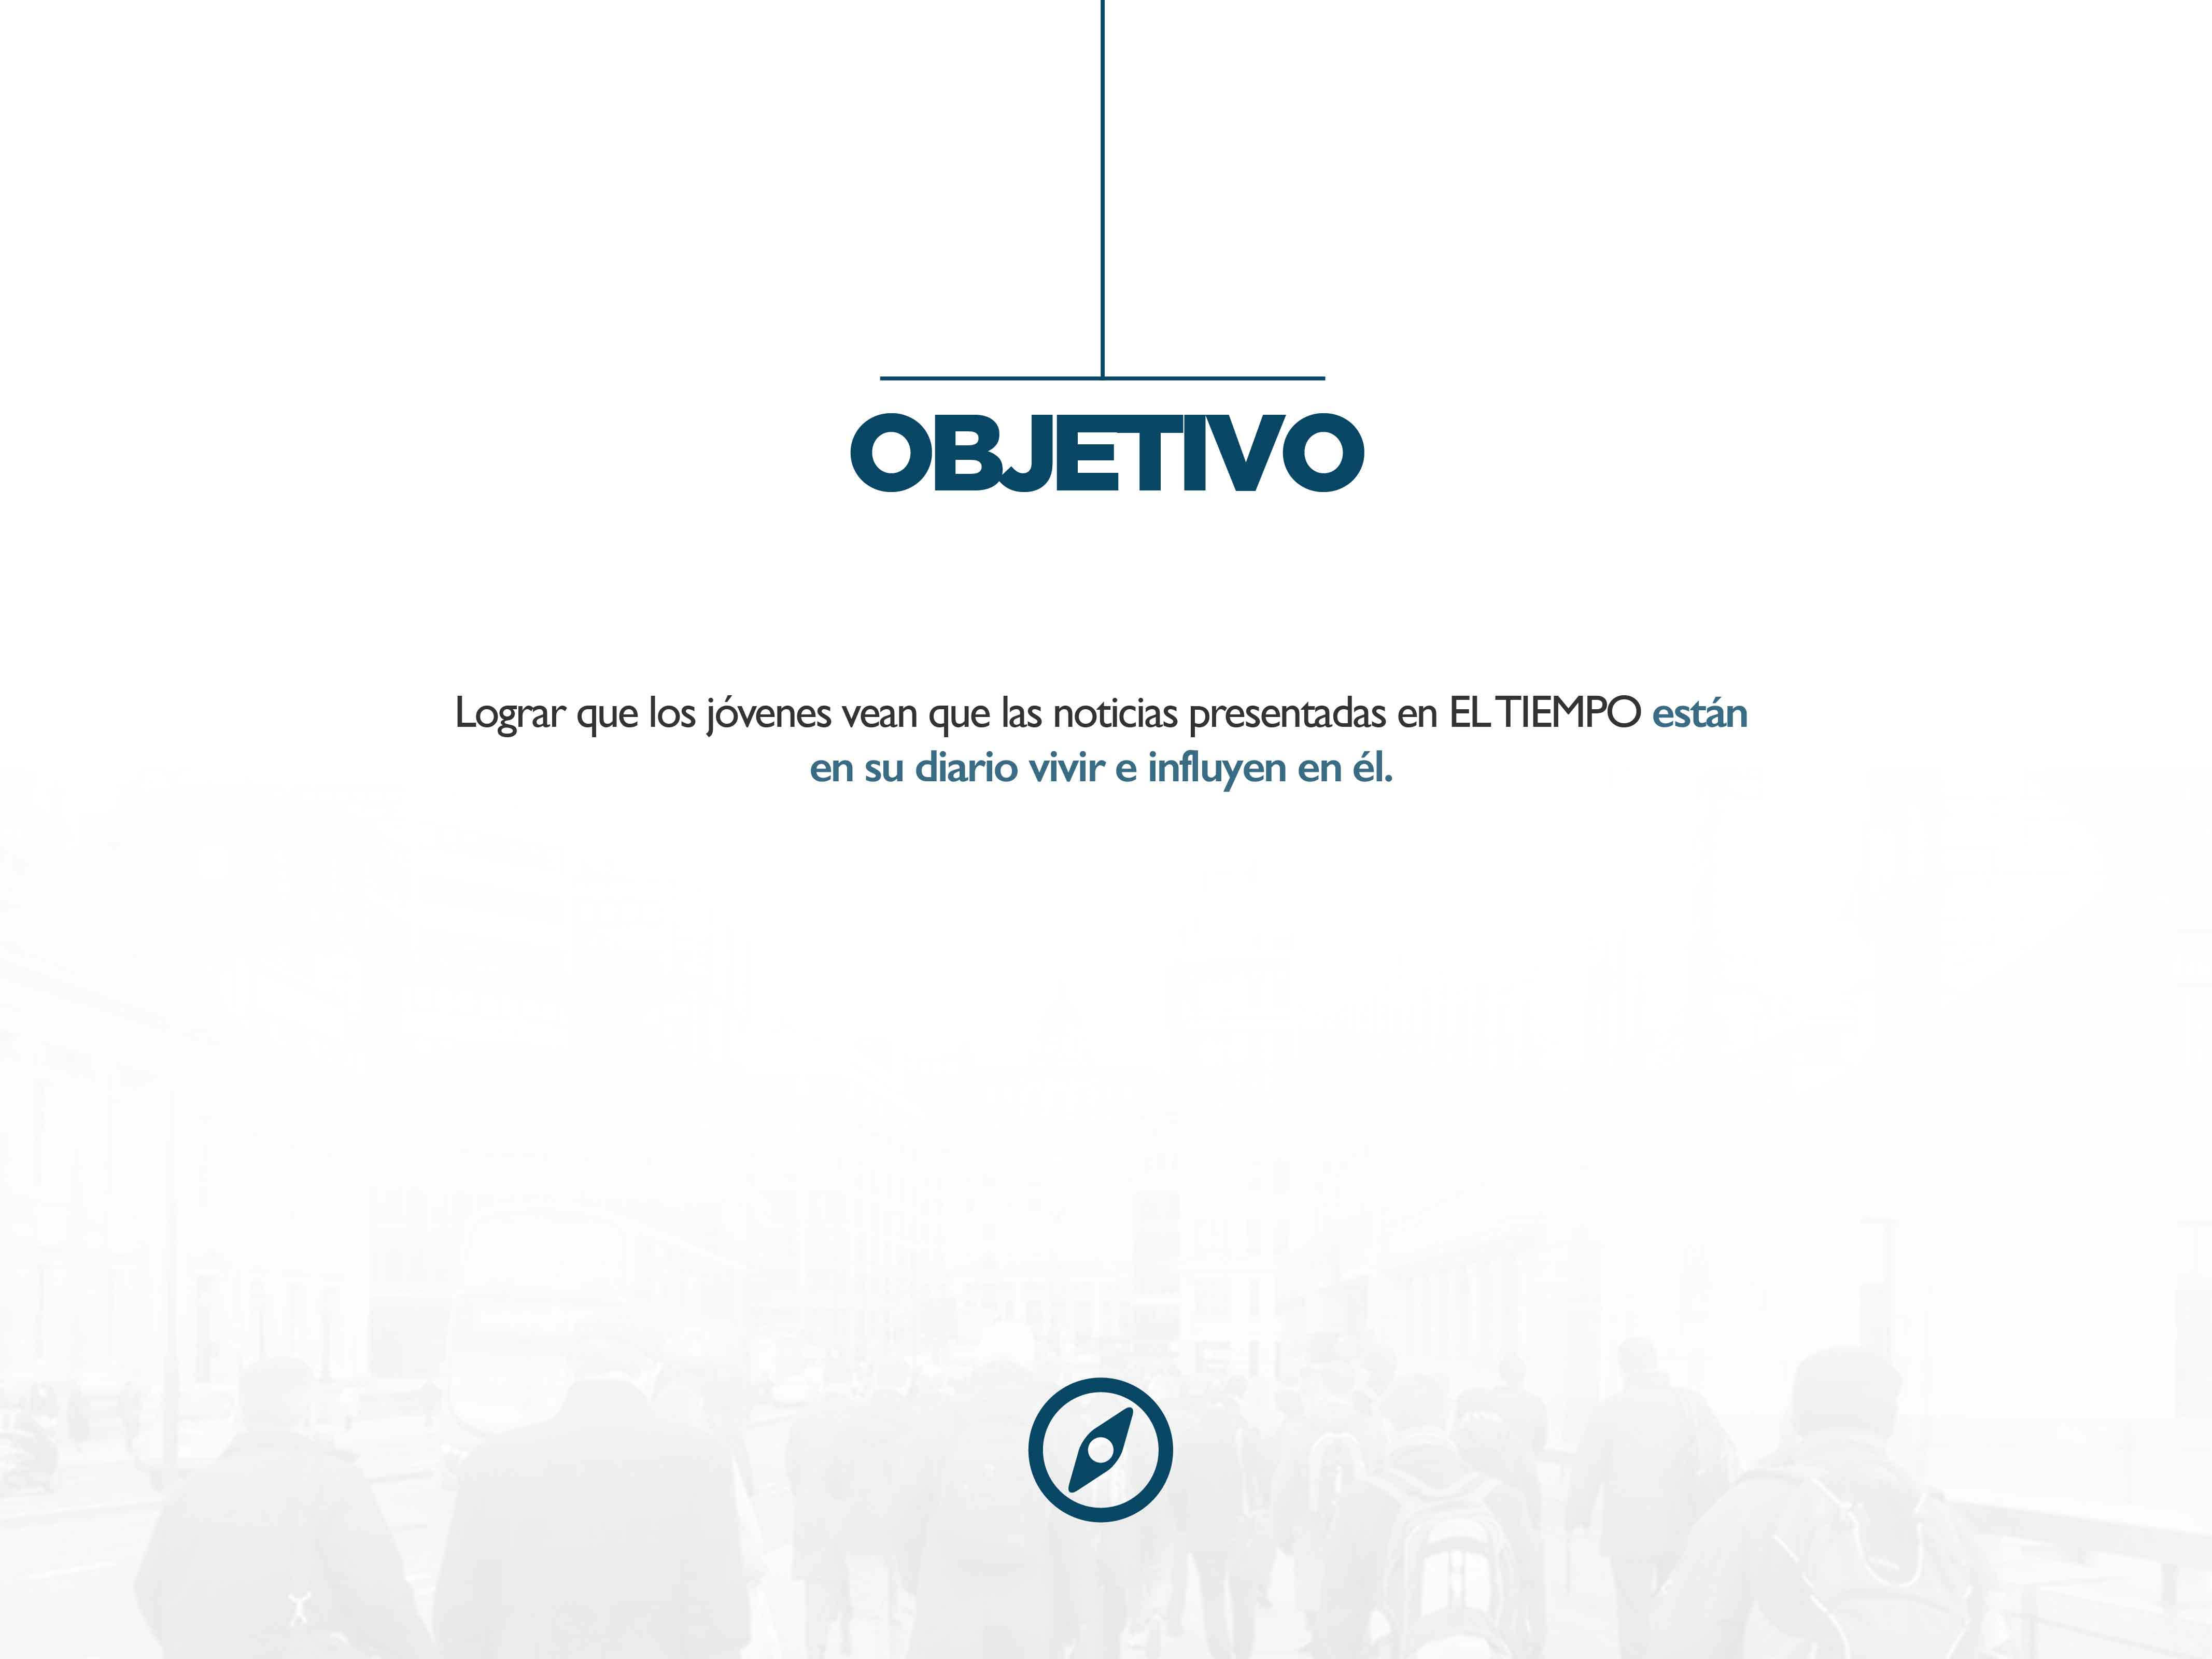 OBJETIVO
Lograr que los jóvenes vean que las noticias presentadas en EL TIEMPO están
en su diario vivir e influyen en él.